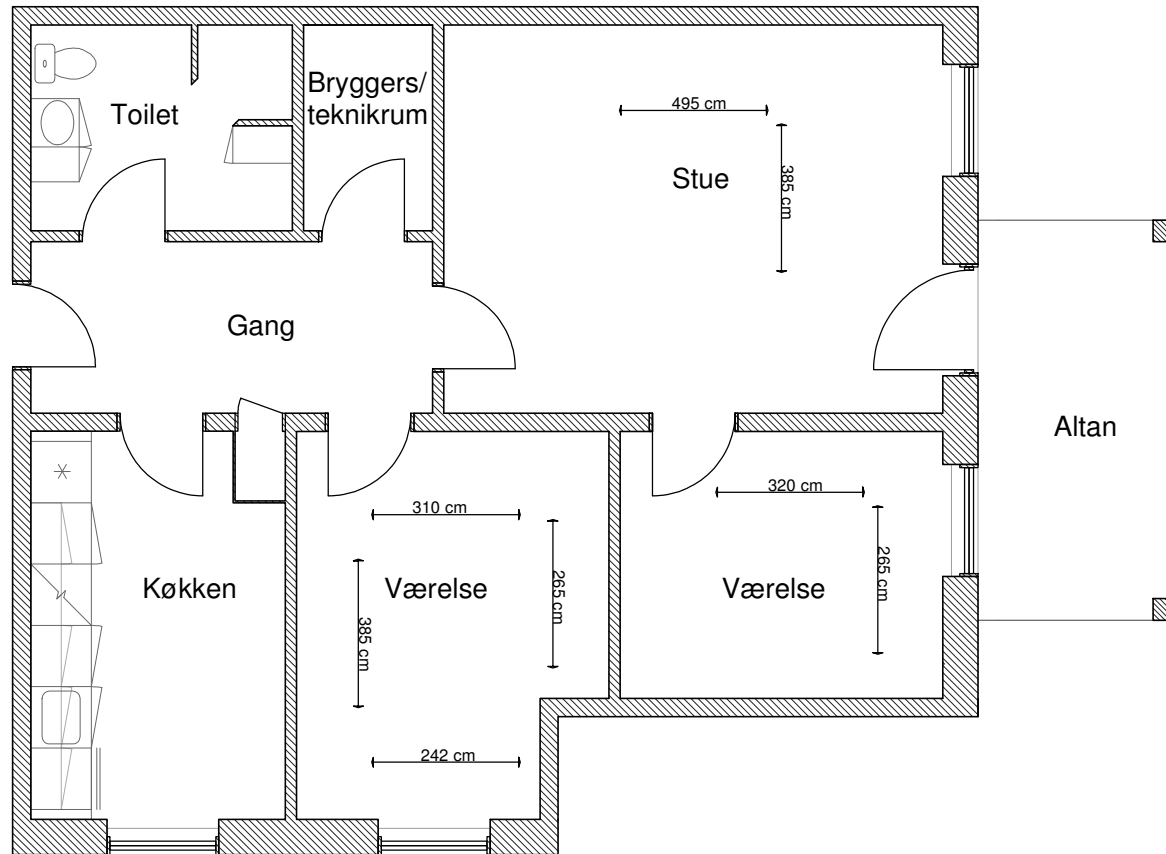 Toilet
Bryggers/
teknikrum
495 cm
385 cm
Stue
Gang
Altan
Køkken
310 cm
Værelse
265 cm
385 cm
242 cm
320 cm
Værelse
265 cm